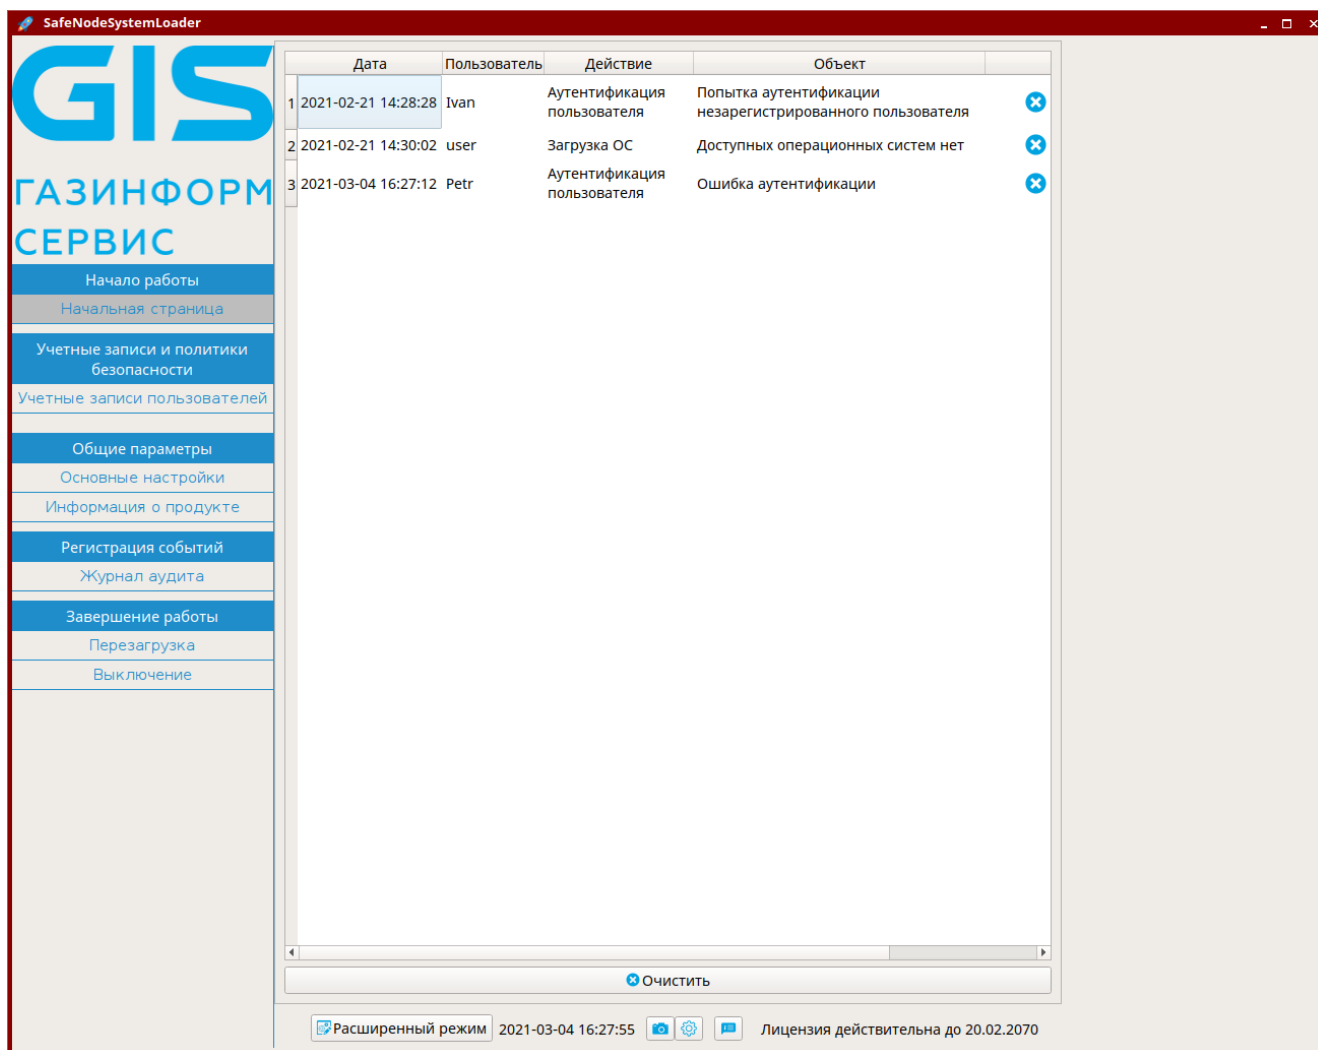 SafeNodeSystemLoader
GIS
ГАЗИНФОРМ
СЕРВИС
Начало работы
Начальная страница
Учетные записи и политики
безопасности
Учетные записи пользователей
Общие параметры
Основные настройки
Информация о продукте
Регистрация событий
Журнал аудита
Завершение работы
Перезагрузка
Выключение
Дата Пользователь Действие Объект
1 2021-02-21 14:28:28 Ivan Аутентификация пользователя Попытка аутентификации незарегистрированного пользователя
2 2021-02-21 14:30:02 user Загрузка ОС Доступных операционных систем нет
3 2021-03-04 16:27:12 Petr Аутентификация пользователя Ошибка аутентификации
Очистить
Расширенный режим 2021-03-04 16:27:55 Лицензия действительна до 20.02.2070